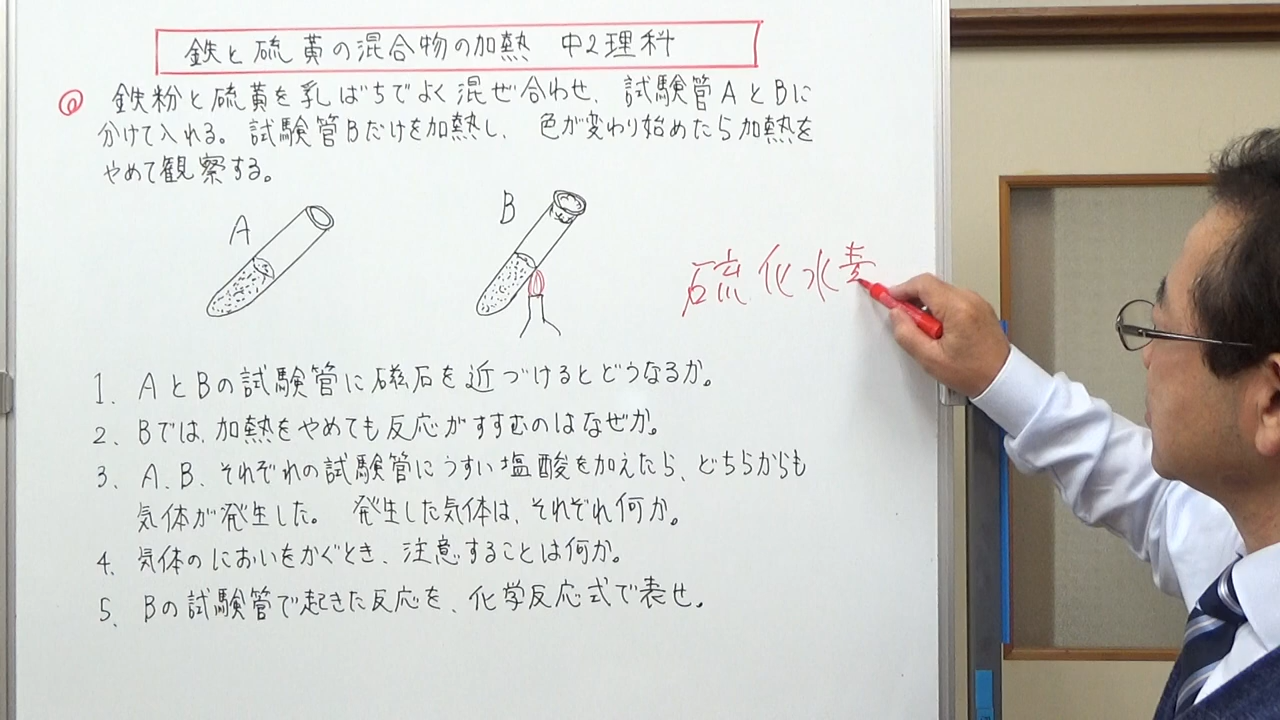 鉄と硫黄の混合物の加熱 中2理科
◎ 鉄粉と硫黄を乳ばちでよく混ぜ合わせ、試験管AとBに
分けて入れる。試験管Bだけを加熱し、色が変わり始めたら加熱を
やめて観察する。
A
B
硫化水素
1. AとBの試験管に磁石を近づけるとどうなるか。
2、Bでは、加熱をやめても反応がすすむのはなぜか。
3、A、B、それぞれの試験管にうすい塩酸を加えたら、どちらからも
気体が発生した。 発生した気体は、それぞれ何か。
4、気体のにおいをかぐとき、注意することは何か。
5、Bの試験管で起きた反応を、化学反応式で表せ。